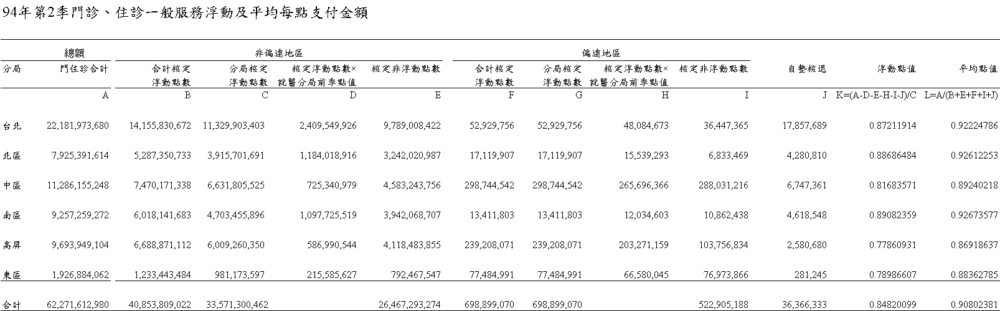 94年第2季門診、住診一般服務浮動及平均每點支付金額
總額 非偏遠地區 偏遠地區
分局 門住診合計 合計核定 分局核定 核定浮動點數× 核定非浮動點數 合計核定 分局核定 核定浮動點數× 核定非浮動點數 自墊核退 浮動點值 平均點值
浮動點數 浮動點數 就醫分局前季點值 浮動點數 浮動點數 就醫分局前季點值
A B C D E F G H I J K=(A-D-E-H-I-J)/C L=A/(B+E+F+I+J)
台北 22,181,973,680 14,155,830,672 11,329,903,403 2,409,549,926 9,789,008,422 52,929,756 52,929,756 48,084,673 36,447,365 17,857,689 0.87211914 0.92224786
北區 7,925,391,614 5,287,350,733 3,915,701,691 1,184,018,916 3,242,020,987 17,119,907 17,119,907 15,539,293 6,833,469 4,280,810 0.88686484 0.92612253
中區 11,286,155,248 7,470,171,338 6,631,805,525 725,340,979 4,583,243,756 298,744,542 298,744,542 265,696,366 288,031,216 6,747,361 0.81683571 0.89240218
南區 9,257,259,272 6,018,141,683 4,703,455,896 1,097,725,519 3,942,068,707 13,411,803 13,411,803 12,034,603 10,862,438 4,618,548 0.89082359 0.92673577
高屏 9,693,949,104 6,688,871,112 6,009,260,350 586,990,544 4,118,483,855 239,208,071 239,208,071 203,271,159 103,756,834 2,580,680 0.77860931 0.86918637
東區 1,926,884,062 1,233,443,484 981,173,597 215,585,627 792,467,547 77,484,991 77,484,991 66,580,045 76,973,866 281,245 0.78986607 0.88362785
合計 62,271,612,980 40,853,809,022 33,571,300,462 26,467,293,274 698,899,070 698,899,070 522,905,188 36,366,333 0.84820099 0.90802381